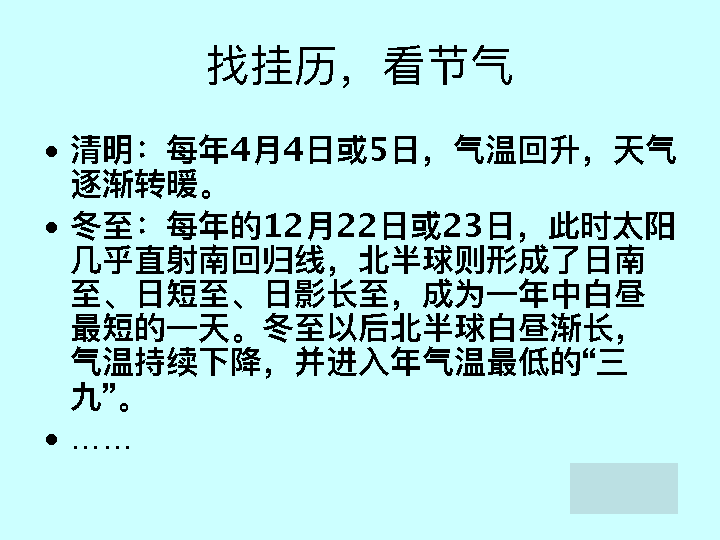 找挂历，看节气
• 清明：每年4月4日或5日，气温回升，天气
逐渐转暖。
• 冬至：每年的12月22日或23日，此时太阳
几乎直射南回归线，北半球则形成了日南
至、日短至、日影长至，成为一年中白昼
最短的一天。冬至以后北半球白昼渐长，
气温持续下降，并进入年气温最低的“三
九”。
• ……